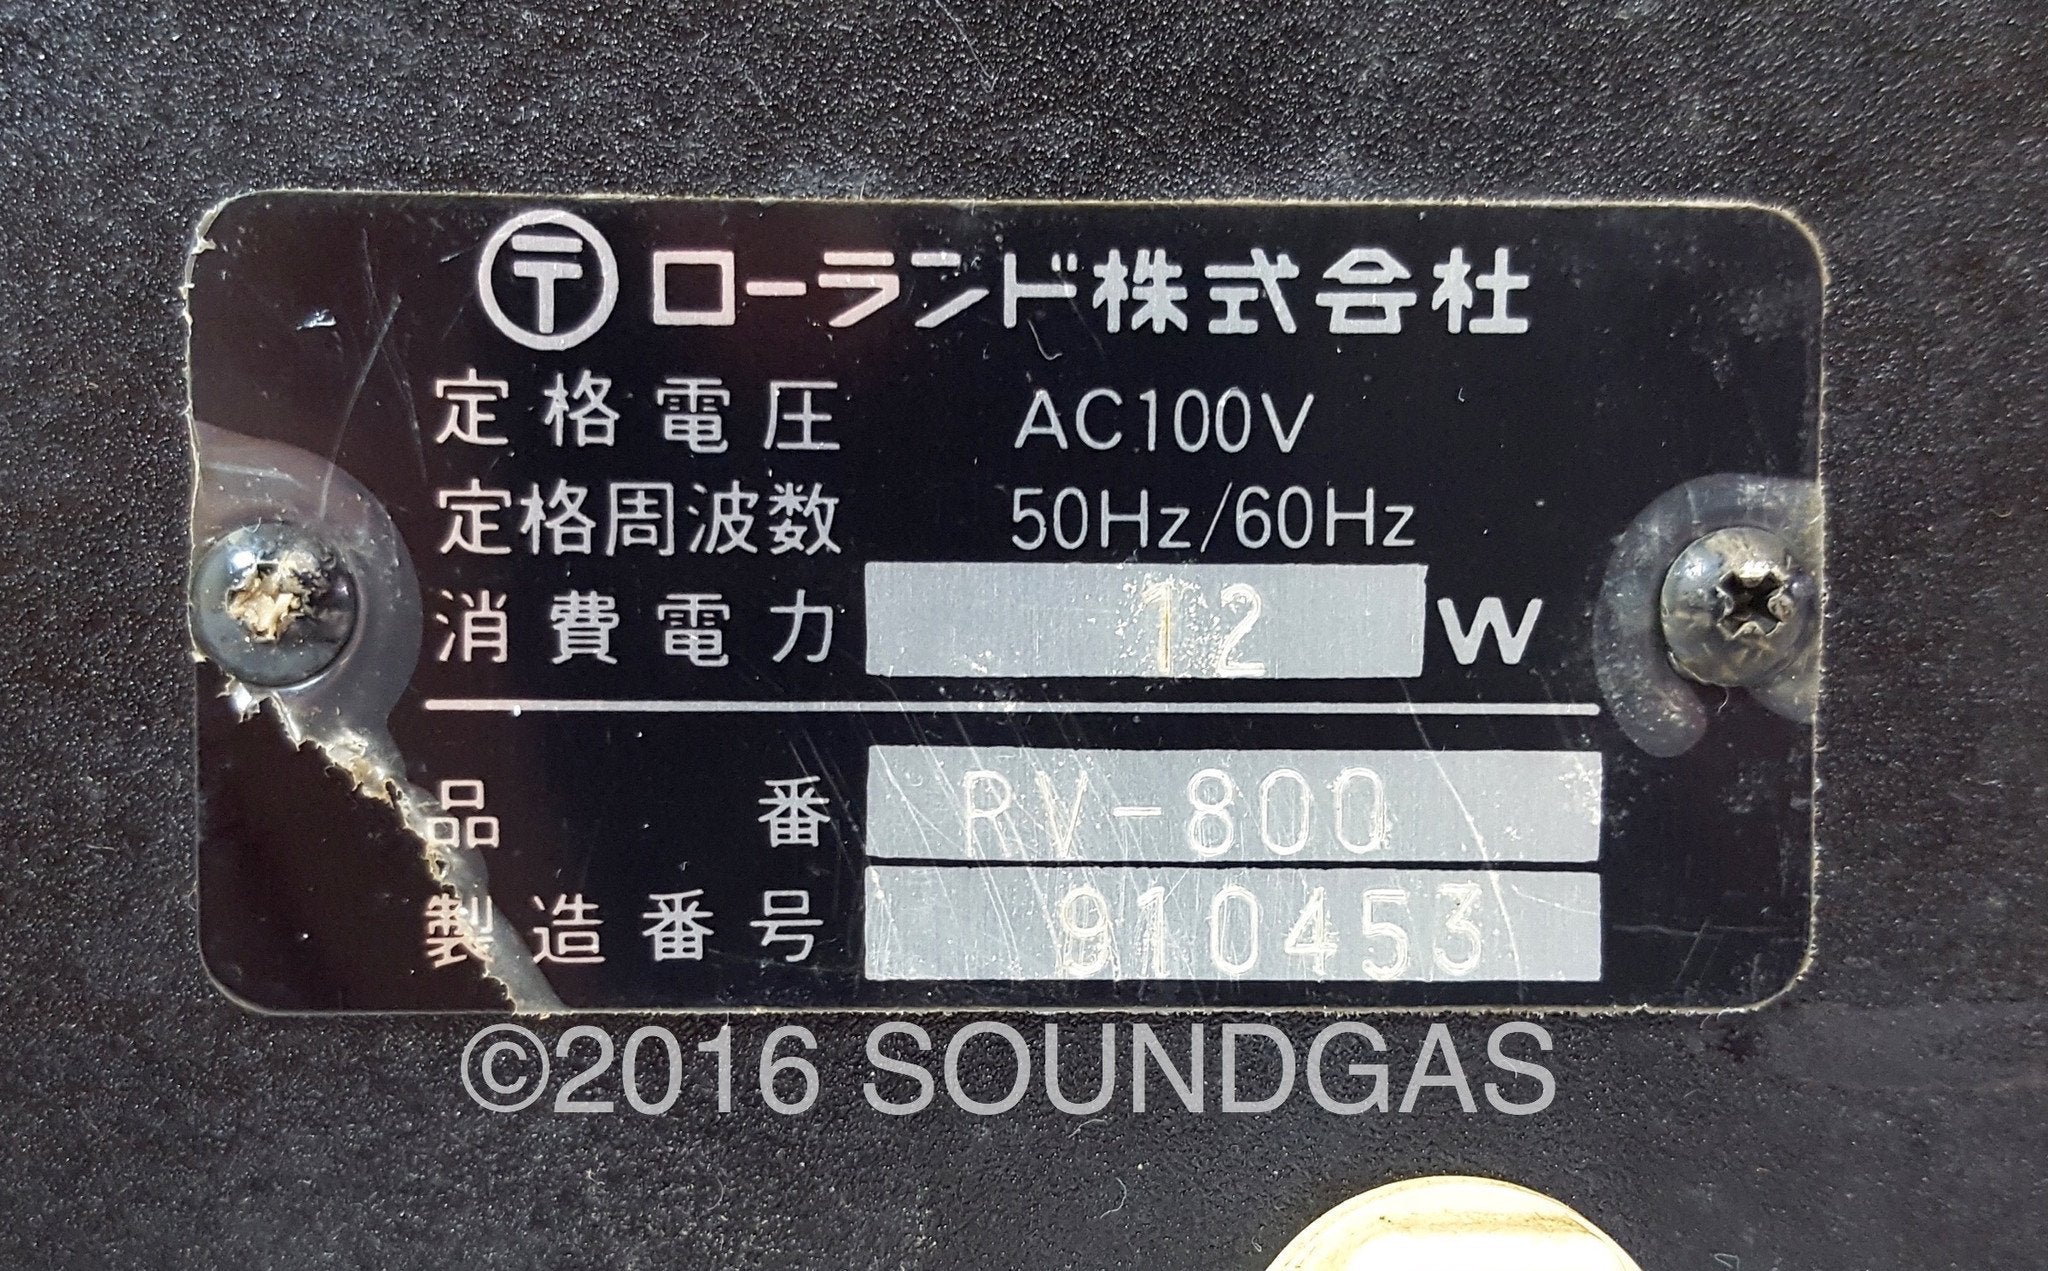 〒 ローランド株式会社
定格電圧 AC100V
定格周波数 50Hz/60Hz
消費電力 12 W
品番 RV-800
製造番号 910453
©2016 SOUNDGAS